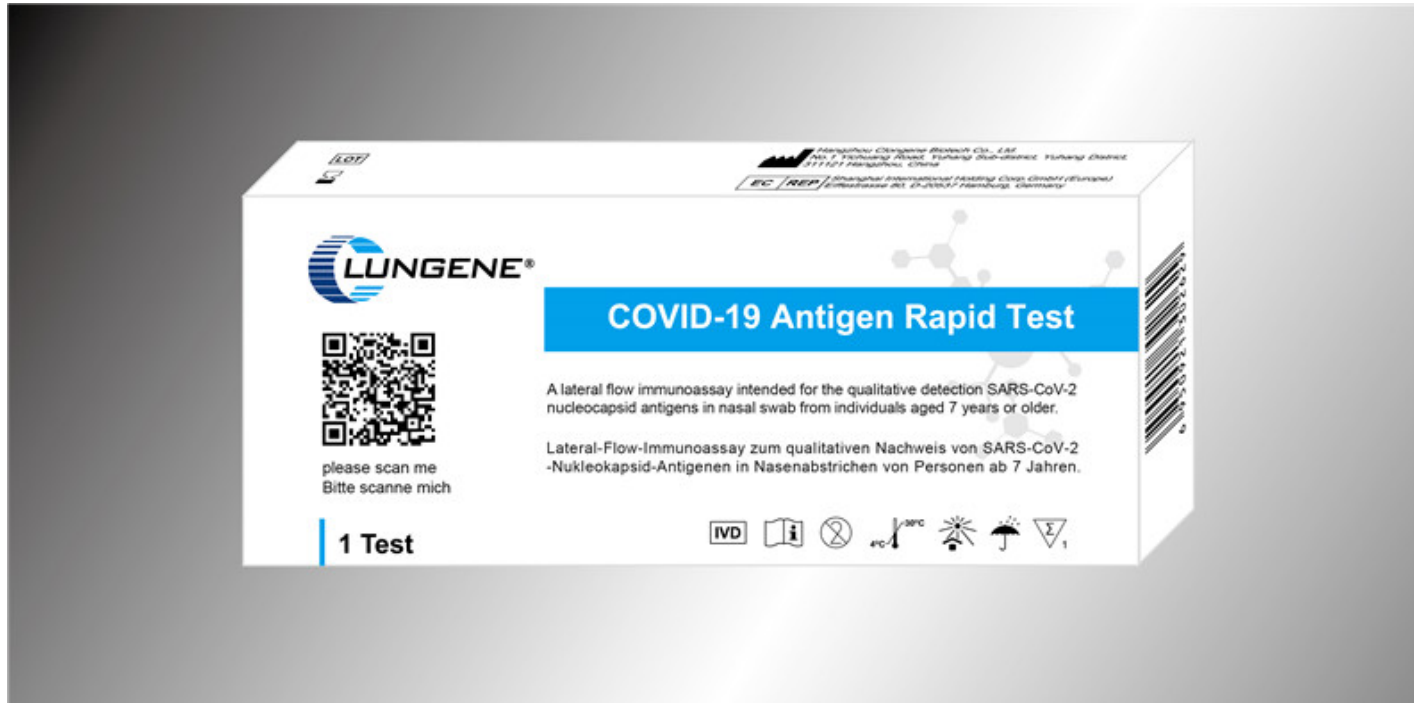 LOT
Hangzhou Clongene Biotech Co., Ltd.
No.1 Yichuang Road, Yuhang Sub-district, Yuhang District,
311121 Hangzhou, China
EC REP
Shanghai International Holding Corp. GmbH (Europe)
Eiffestrasse 80, D-20537 Hamburg, Germany
CLUNGENE®
COVID-19 Antigen Rapid Test
A lateral flow immunoassay intended for the qualitative detection SARS-CoV-2
nucleocapsid antigens in nasal swab from individuals aged 7 years or older.
Lateral-Flow-Immunoassay zum qualitativen Nachweis von SARS-CoV-2
-Nukleokapsid-Antigenen in Nasenabstrichen von Personen ab 7 Jahren.
please scan me
Bitte scanne mich
1 Test
IVD
i
2
4°C
30°C
Σ
1